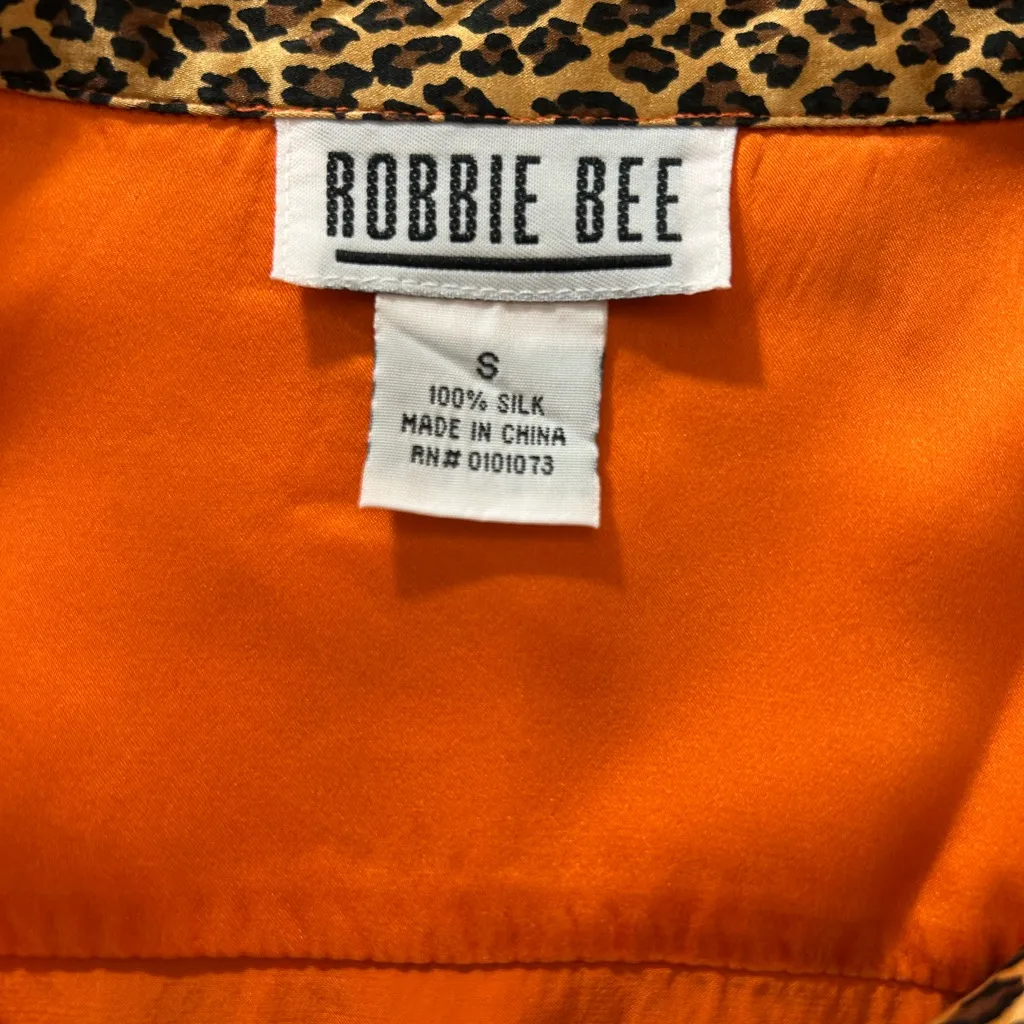 ROBBIE BEE
S
100% SILK
MADE IN CHINA
RN# 0101073